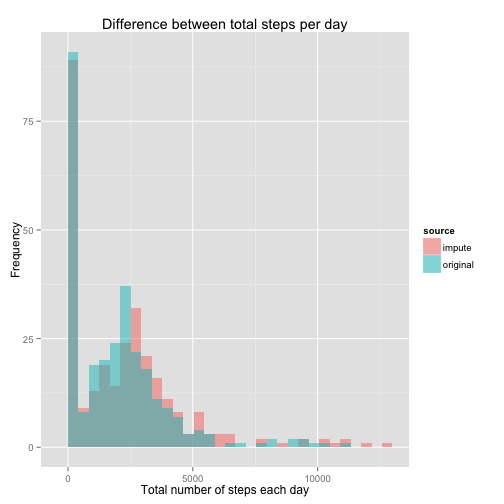 Difference between total steps per day
Frequency
75
50
25
0
0 5000 10000
Total number of steps each day
source
impute
original